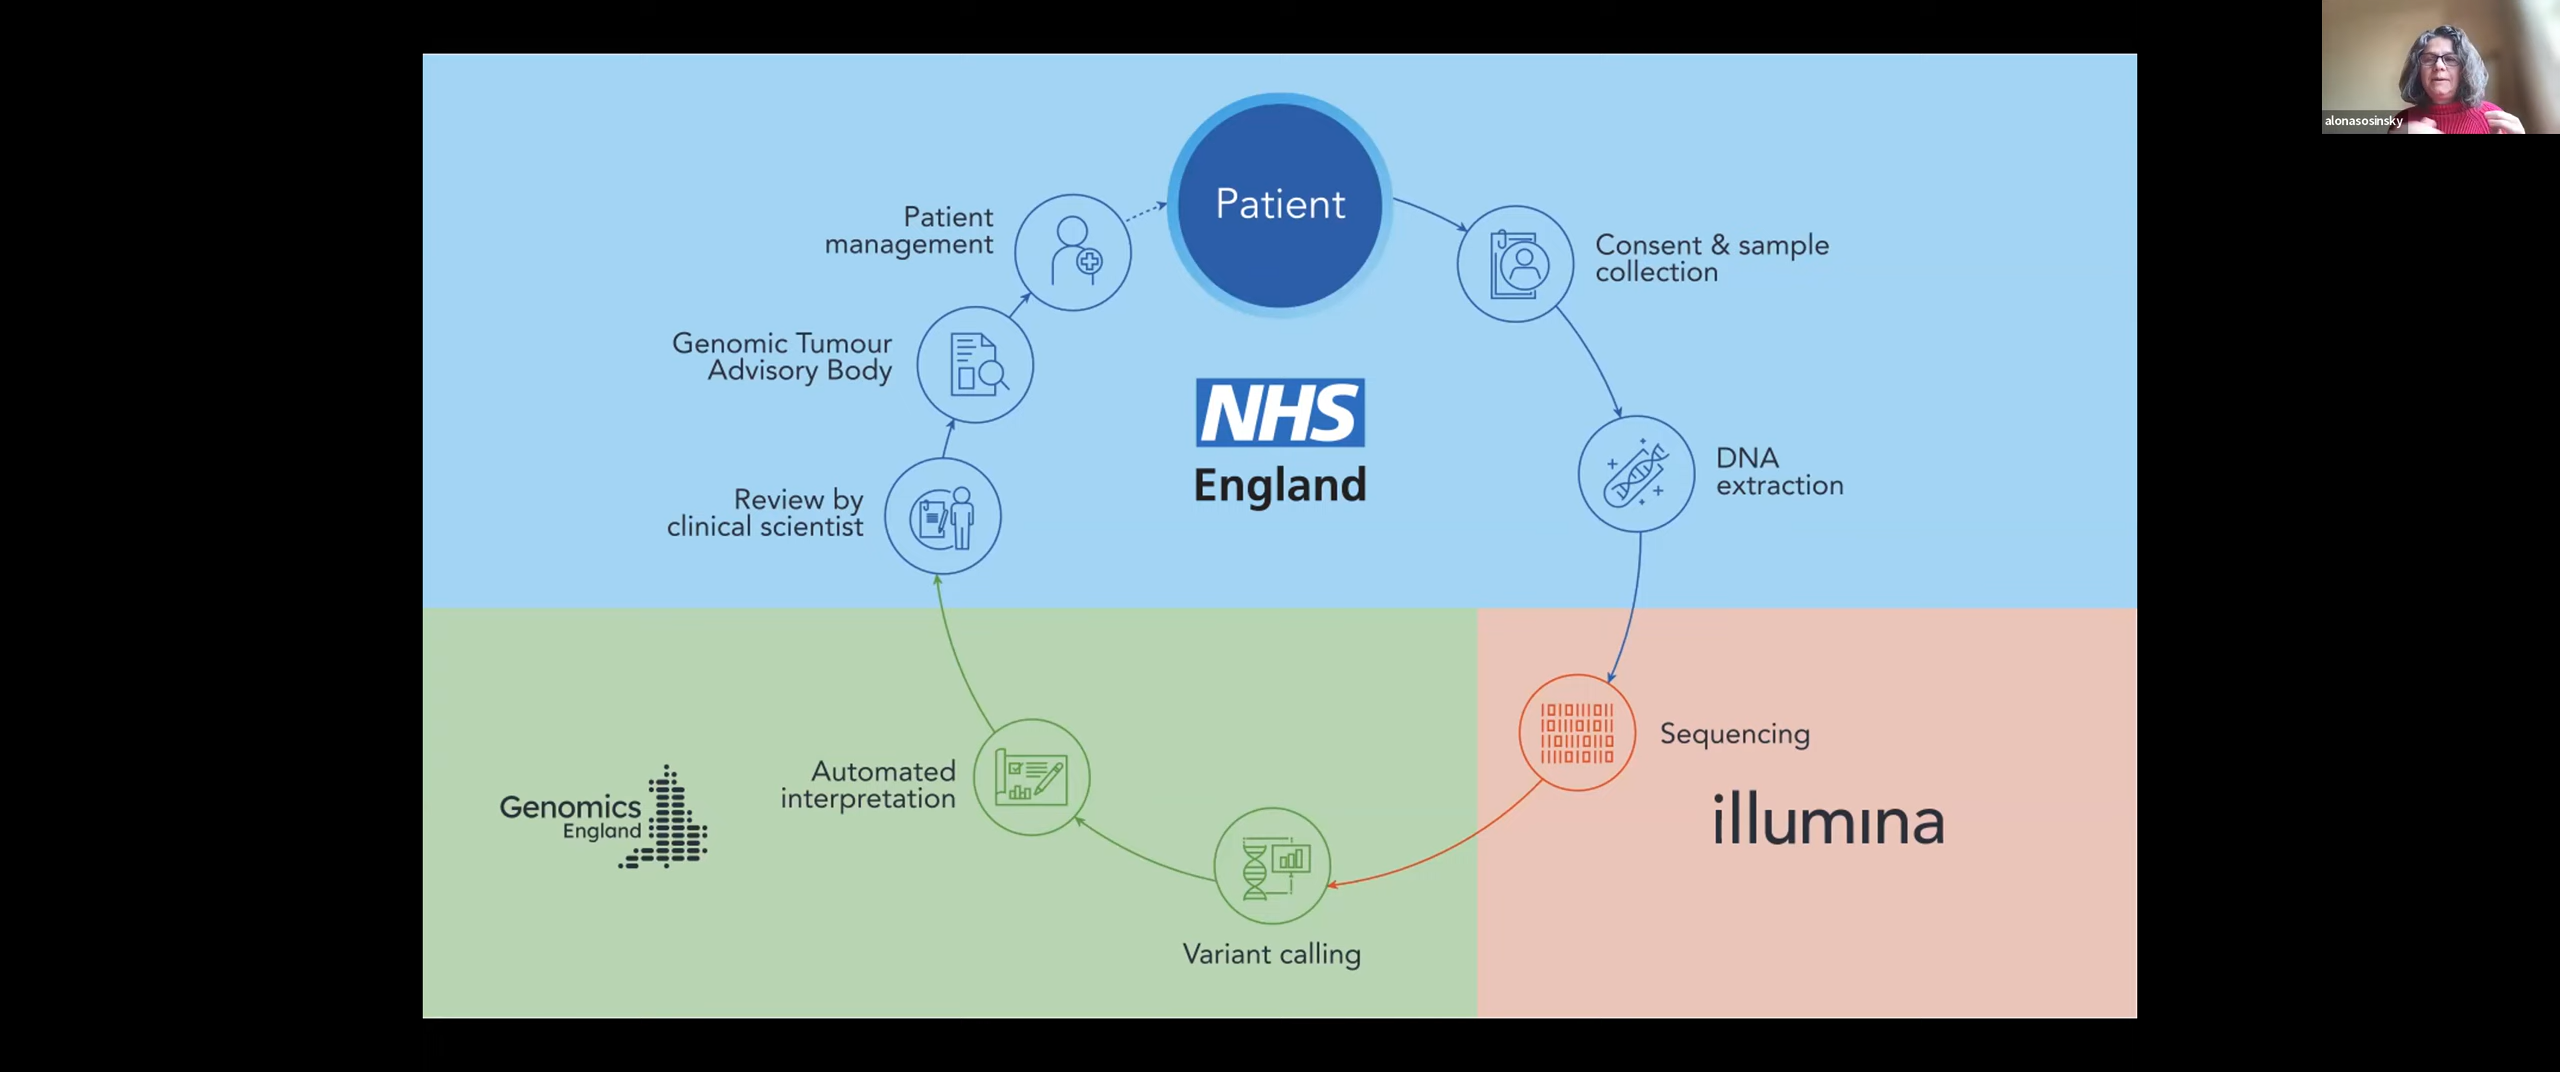 alonasosinsky
Patient
Consent & sample
collection
DNA
extraction
Sequencing
illumina
Variant calling
Automated
interpretation
Genomics
England
Review by
clinical scientist
Genomic Tumour
Advisory Body
Patient
management
NHS
England